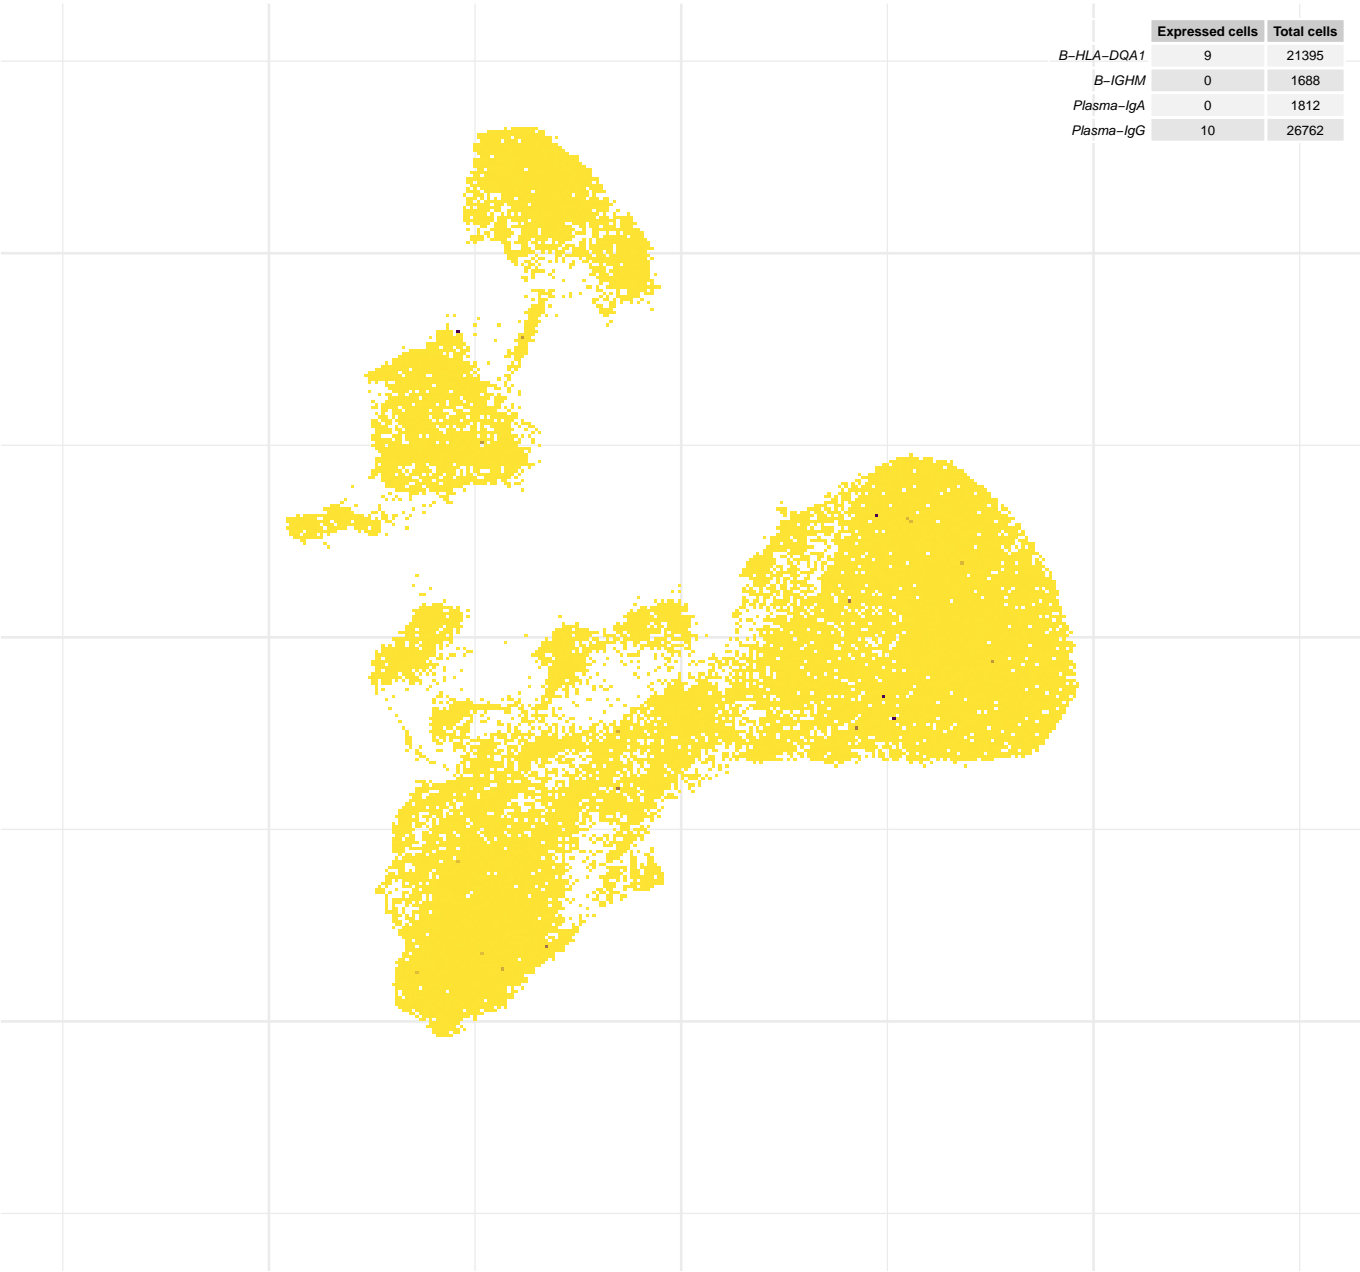 Expressed cells Total cells
B−HLA−DQA1 9 21395
B−IGHM 0 1688
Plasma−IgA 0 1812
Plasma−IgG 10 26762